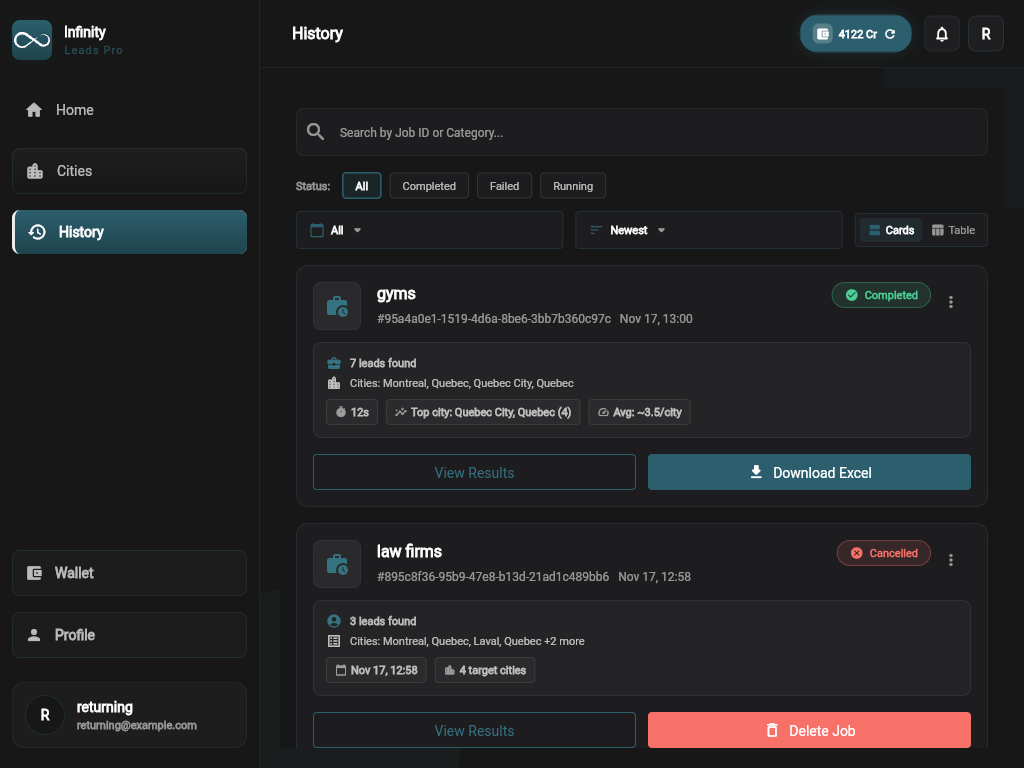 Infinity
Leads Pro
Home
Cities
History
Wallet
Profile
R
returning
returning@example.com
History
4122 Cr
R
Search by Job ID or Category...
Status: All Completed Failed Running
All Newest Cards Table
gyms
Completed
#95a4a0e1-1519-4d6a-8be6-3bb7b360c97c Nov 17, 13:00
7 leads found
Cities: Montreal, Quebec, Quebec City, Quebec
12s Top city: Quebec City, Quebec (4) Avg: ~3.5/city
View Results Download Excel
law firms
Cancelled
#895c8f36-95b9-47e8-b13d-21ad1c489bb6 Nov 17, 12:58
3 leads found
Cities: Montreal, Quebec, Laval, Quebec +2 more
Nov 17, 12:58 4 target cities
View Results Delete Job